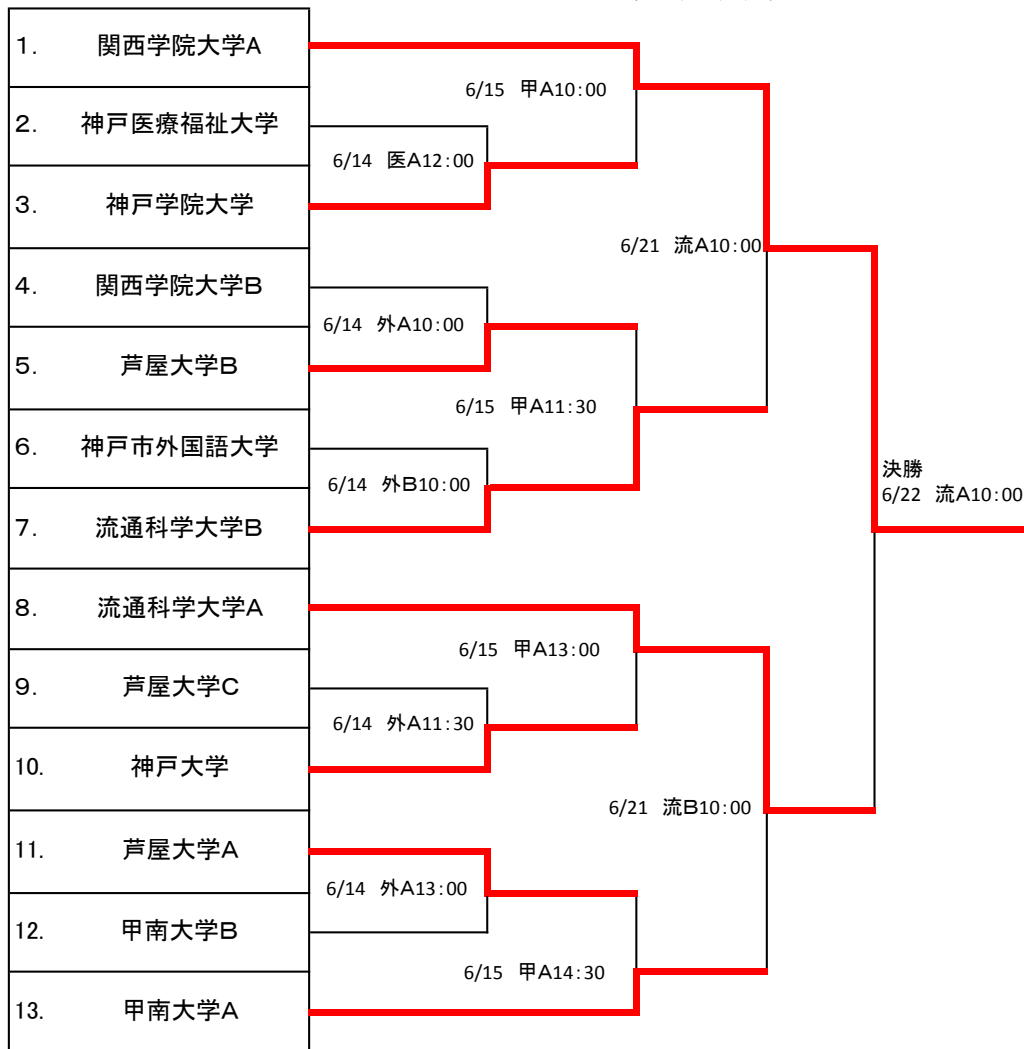 1. 関西学院大学A
6/15 甲A10:00
2. 神戸医療福祉大学
6/14 医A12:00
3. 神戸学院大学
6/21 流A10:00
4. 関西学院大学B
6/14 外A10:00
5. 芦屋大学B
6/15 甲A11:30
6. 神戸市外国語大学
6/14 外B10:00
決勝
6/22 流A10:00
7. 流通科学大学B
8. 流通科学大学A
6/15 甲A13:00
9. 芦屋大学C
6/14 外A11:30
10. 神戸大学
6/21 流B10:00
11. 芦屋大学A
6/14 外A13:00
12. 甲南大学B
6/15 甲A14:30
13. 甲南大学A